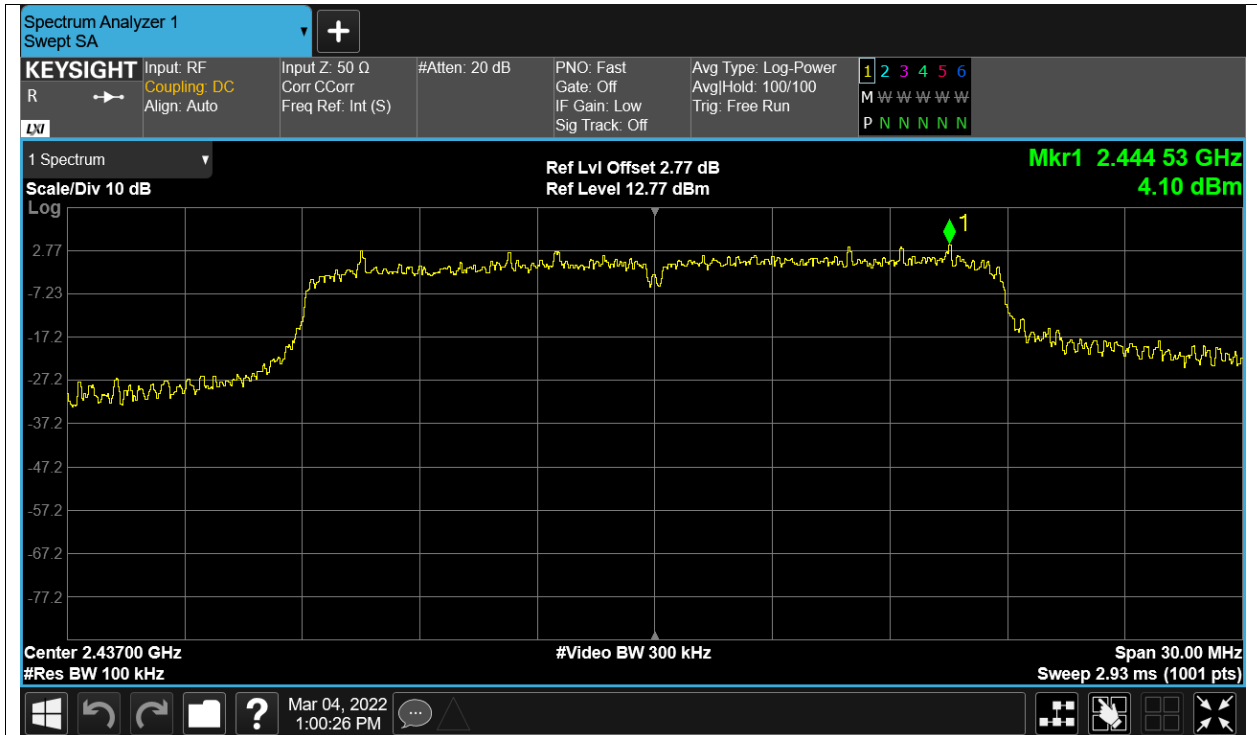 Spectrum Analyzer 1
Swept SA
+
KEYSIGHT
R
LXI
Input: RF
Coupling: DC
Align: Auto
Input Z: 50 Ω
Corr CCorr
Freq Ref: Int (S)
#Atten: 20 dB
PNO: Fast
Gate: Off
IF Gain: Low
Sig Track: Off
Avg Type: Log-Power
Avg|Hold: 100/100
Trig: Free Run
1 2 3 4 5 6
M W W W W W
P N N N N N
1 Spectrum
Scale/Div 10 dB
Log
Ref Lvl Offset 2.77 dB
Ref Level 12.77 dBm
Mkr1 2.444 53 GHz
4.10 dBm
1
2.77
-7.23
-17.2
-27.2
-37.2
-47.2
-57.2
-67.2
-77.2
Center 2.43700 GHz
#Video BW 300 kHz
Span 30.00 MHz
#Res BW 100 kHz
Sweep 2.93 ms (1001 pts)
?
Mar 04, 2022
1:00:26 PM